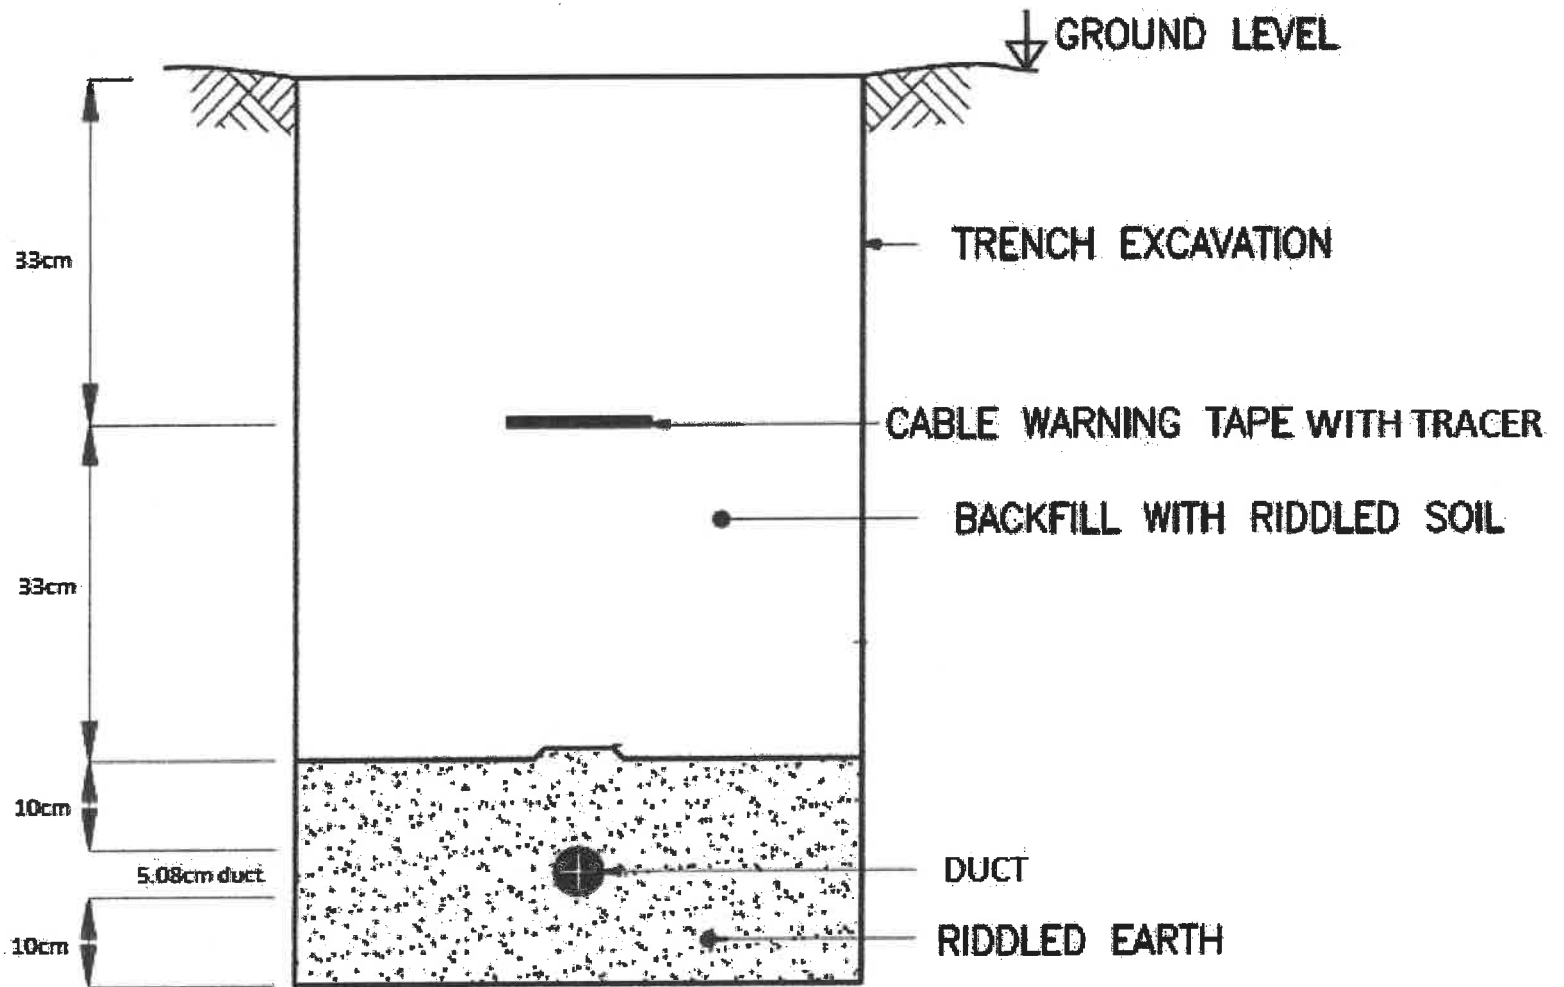 GROUND LEVEL
33cm
TRENCH EXCAVATION
CABLE WARNING TAPE WITH TRACER
BACKFILL WITH RIDDLED SOIL
33cm
10cm
5.08cm duct
DUCT
10cm
RIDDLED EARTH